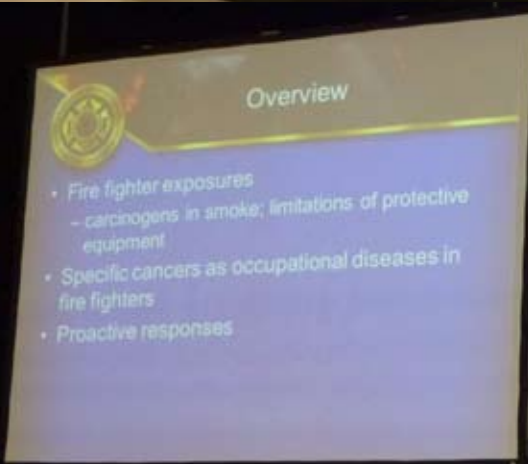 Overview
• Fire fighter exposures
– carcinogens in smoke; limitations of protective
equipment
• Specific cancers as occupational diseases in
fire fighters
• Proactive responses